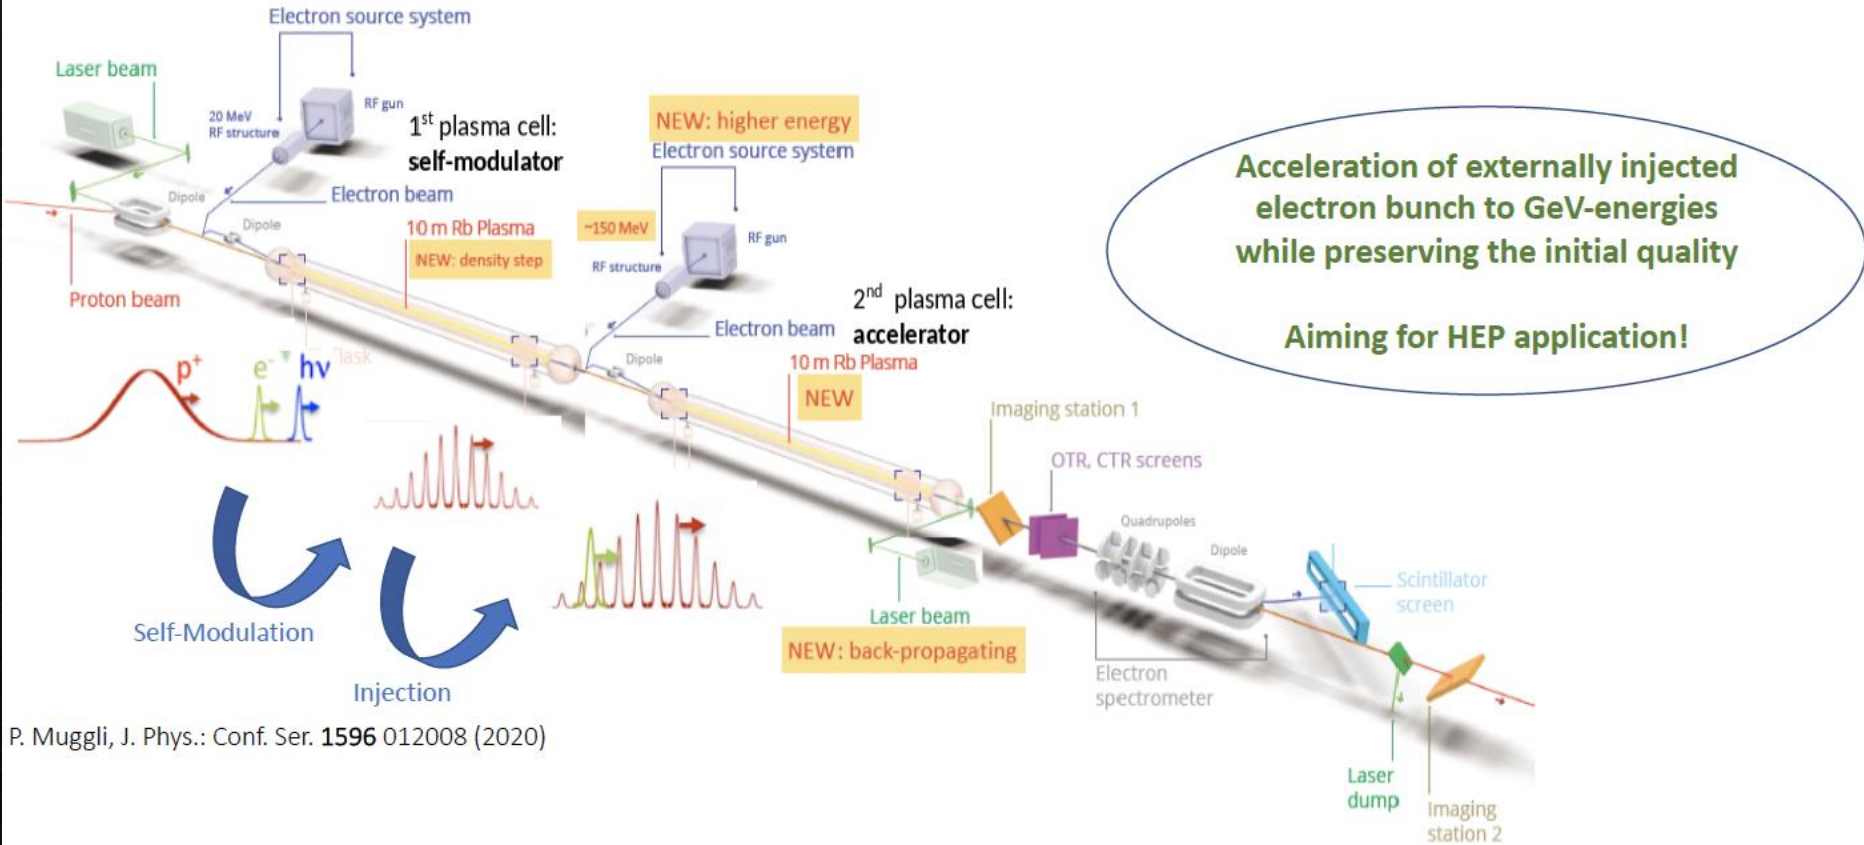 Electron source system
Laser beam
20 MeV
RF structure
RF gun
1st plasma cell:
self-modulator
NEW: higher energy
Electron source system
Dipole
Electron beam
Dipole
10 m Rb Plasma
NEW: density step
~150 MeV
RF gun
RF structure
Proton beam
2nd plasma cell:
accelerator
Electron beam
Dipole
10 m Rb Plasma
NEW
p+
e-
hν
Imaging station 1
OTR, CTR screens
Quadrupoles
Dipole
Scintillator
screen
Laser beam
NEW: back-propagating
Electron
spectrometer
Self-Modulation
Injection
Laser
dump
Imaging
station 2
Acceleration of externally injected
electron bunch to GeV-energies
while preserving the initial quality
Aiming for HEP application!
P. Muggli, J. Phys.: Conf. Ser. 1596 012008 (2020)